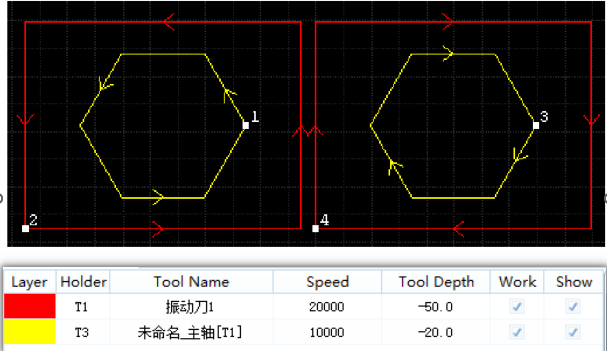 1
3
2
4
Layer Holder Tool Name Speed Tool Depth Work Show
T1 振动刀1 20000 -50.0
T3 未命名_主轴[T1] 10000 -20.0